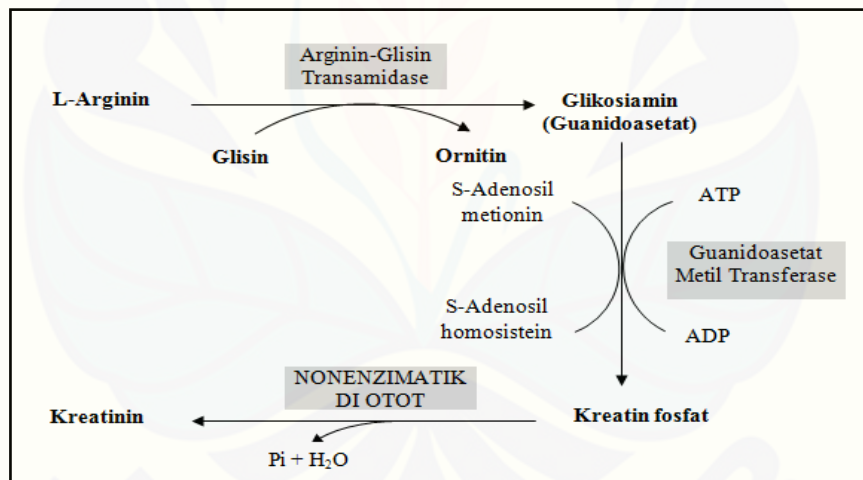 Arginin-Glisin
Transamidase
L-Arginin
Glikosiamin
(Guanidoasetat)
Glisin
Ornitin
S-Adenosil
metionin
ATP
Guanidoasetat
Metil Transferase
S-Adenosil
homosistein
ADP
NONENZIMATIK
DI OTOT
Kreatinin
Kreatin fosfat
Pi + H₂O